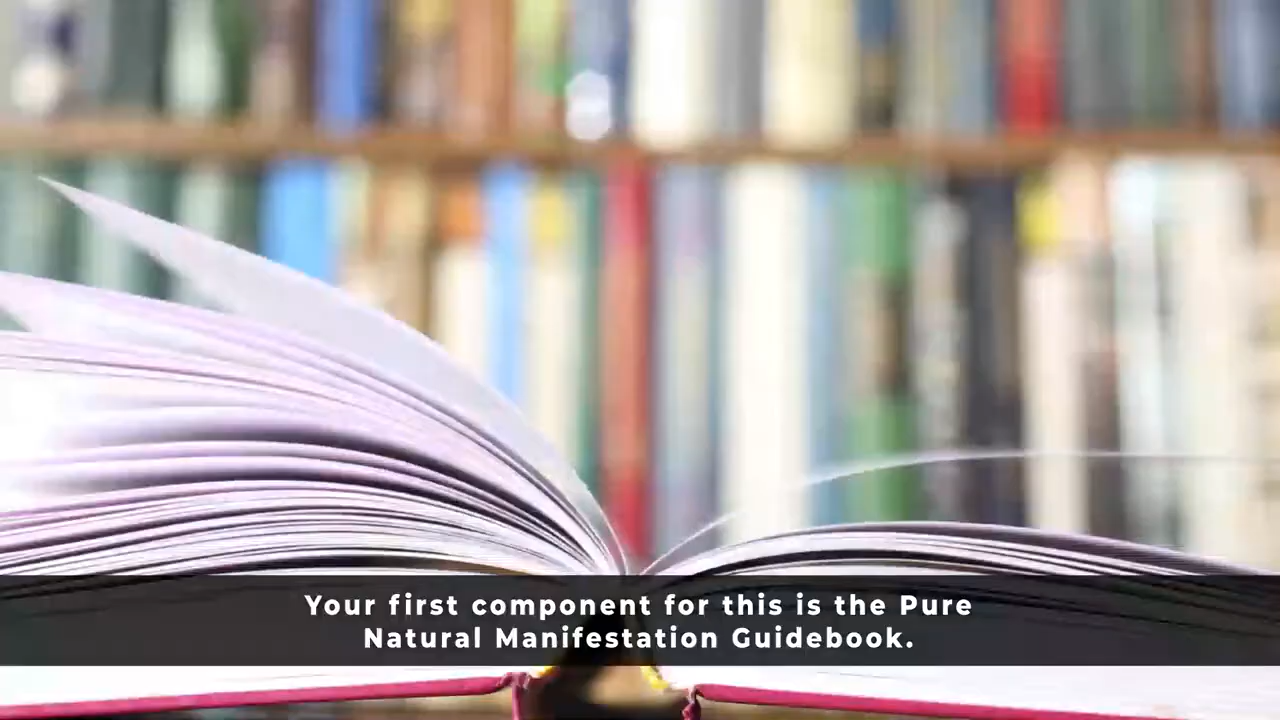 Your first component for this is the Pure
Natural Manifestation Guidebook.